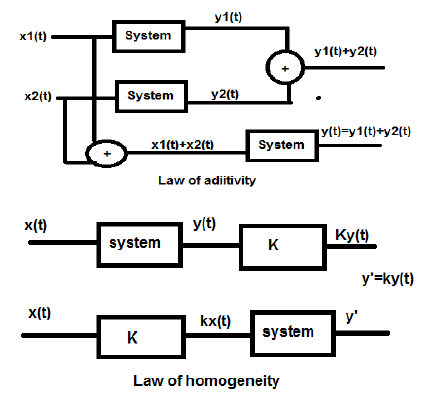 y1(t)
x1(t) System
y1(t)+y2(t)
+
x2(t) System y2(t)
y(t)=y1(t)+y2(t)
+ x1(t)+x2(t) System
Law of adiitivity
x(t) y(t) Ky(t)
system K
y'=ky(t)
x(t) kx(t) y'
K system
Law of homogeneity